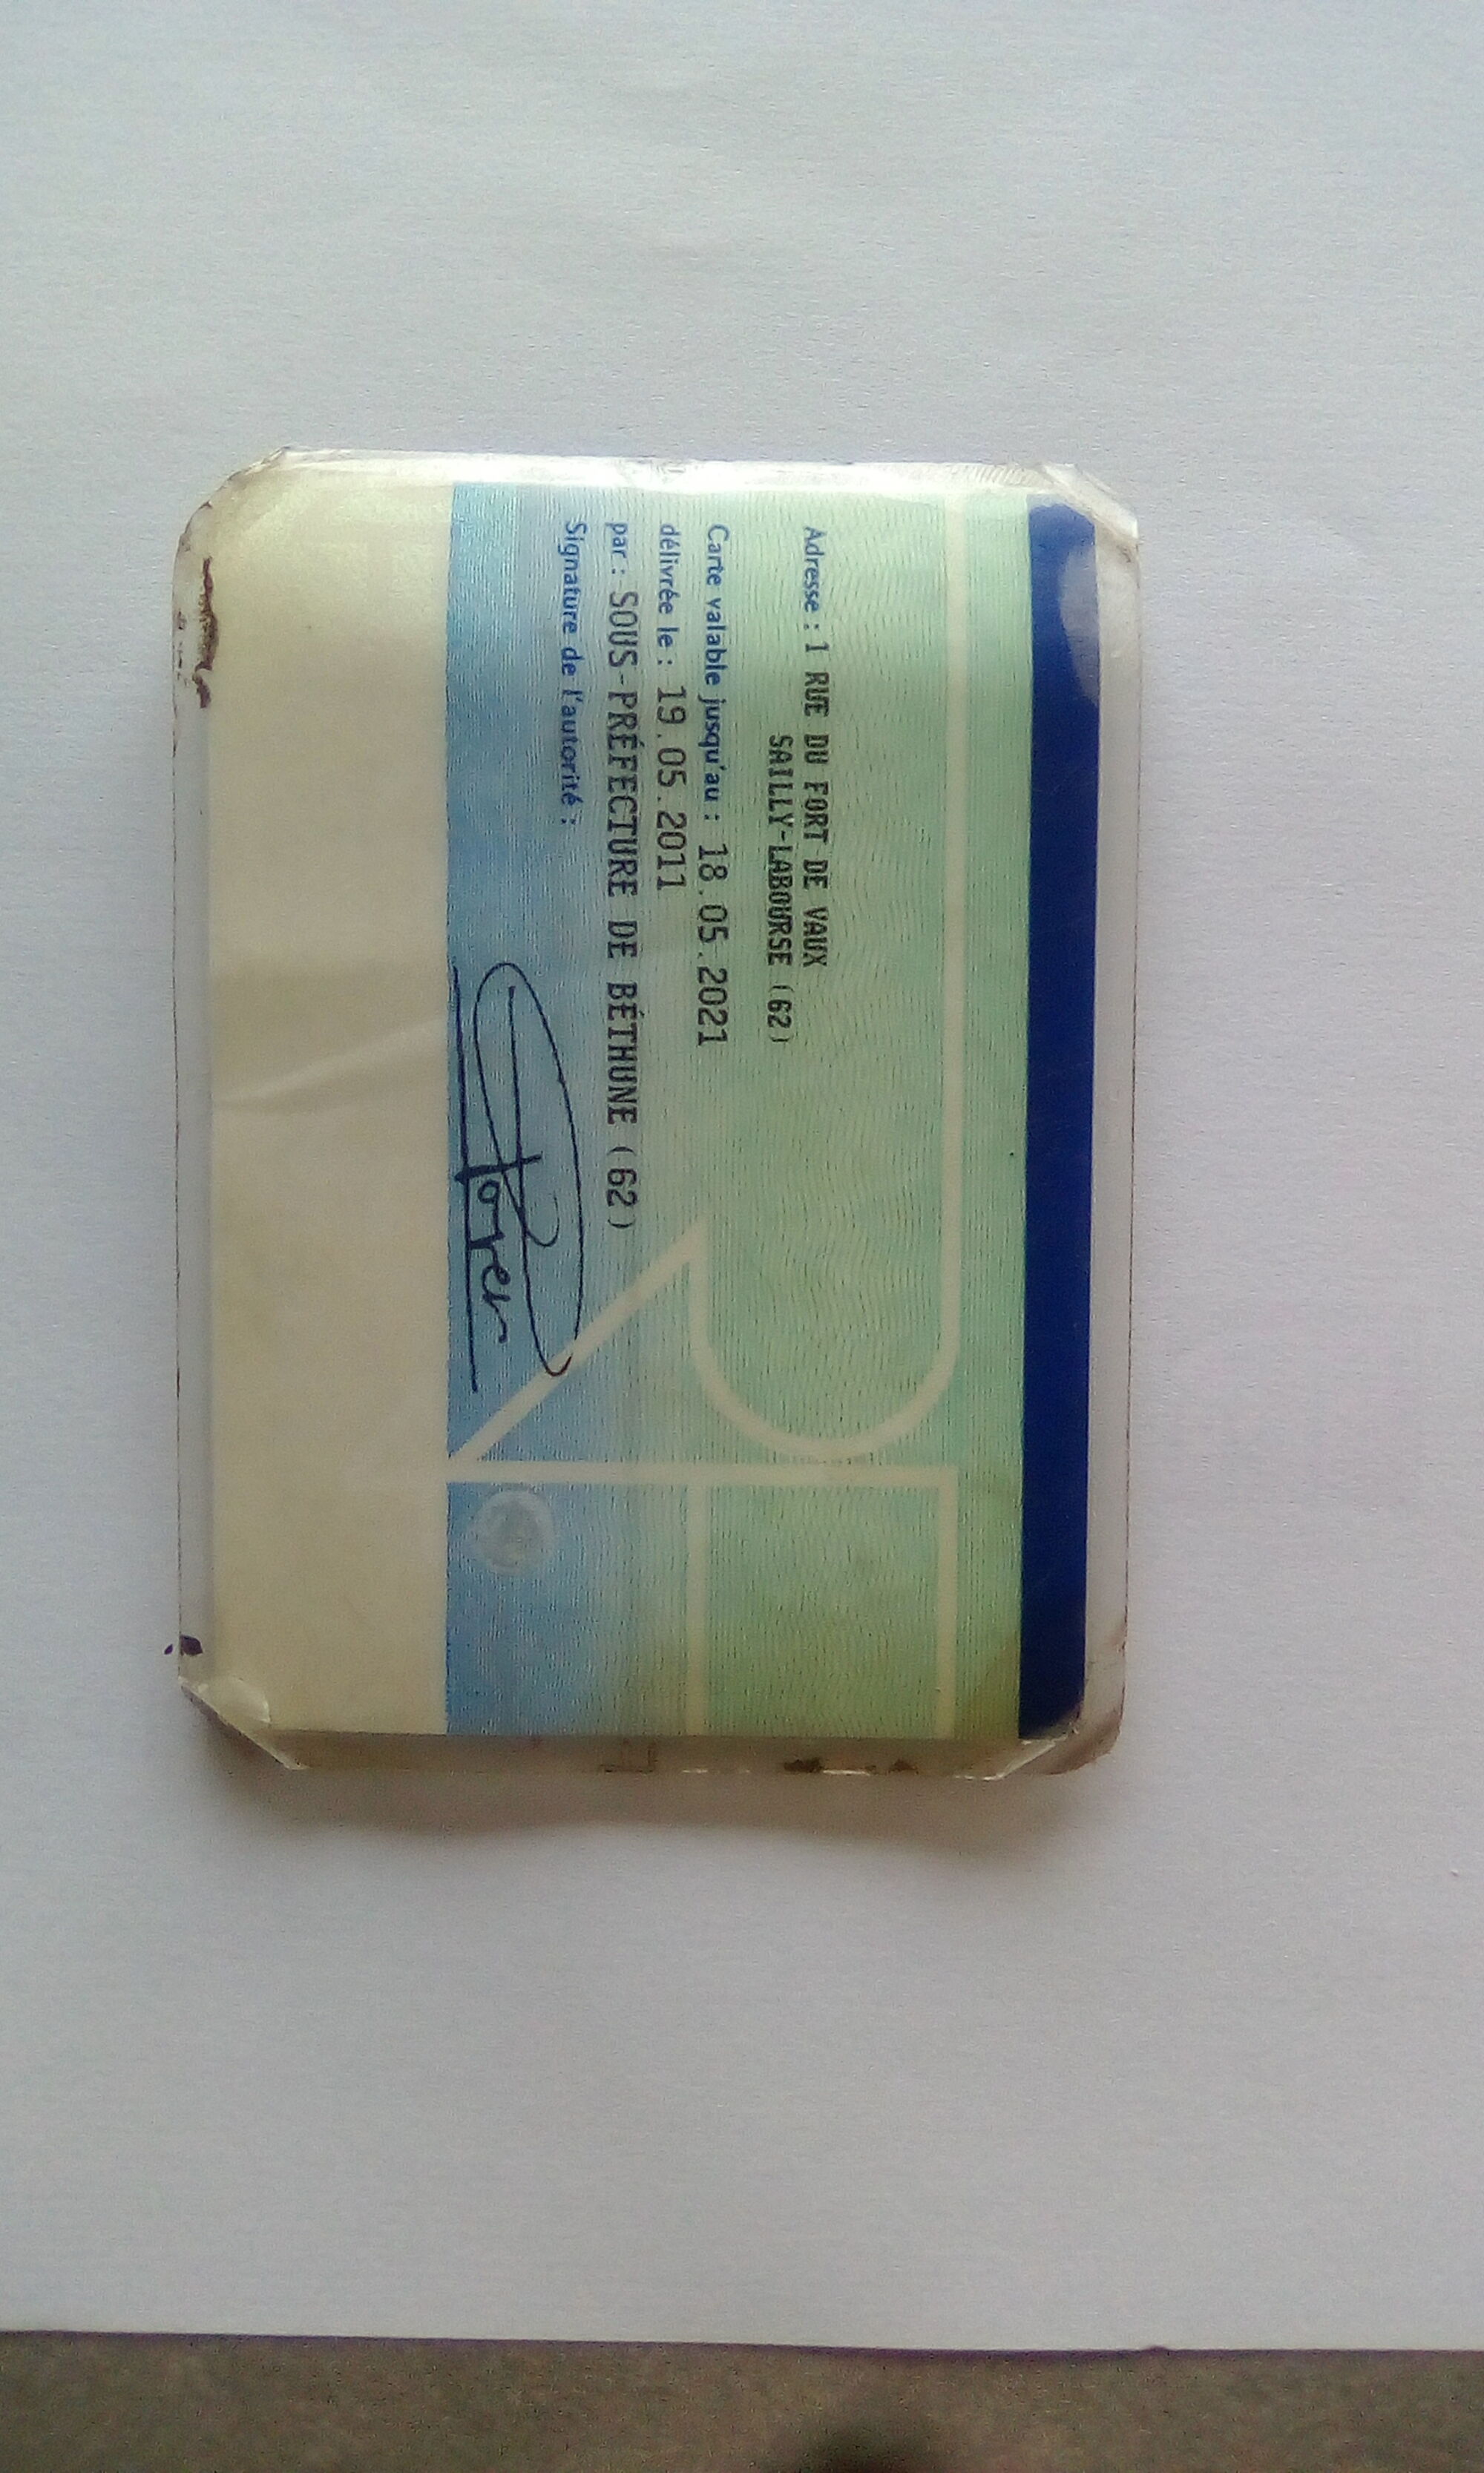 Adresse : 1 RUE DU FORT DE VAUX
SAILLY-LABOURSE (62)
Carte valable jusqu'au : 18.05.2021
délivrée le : 19.05.2011
par : SOUS-PRÉFECTURE DE BÉTHUNE (62)
Signature de l'autorité :